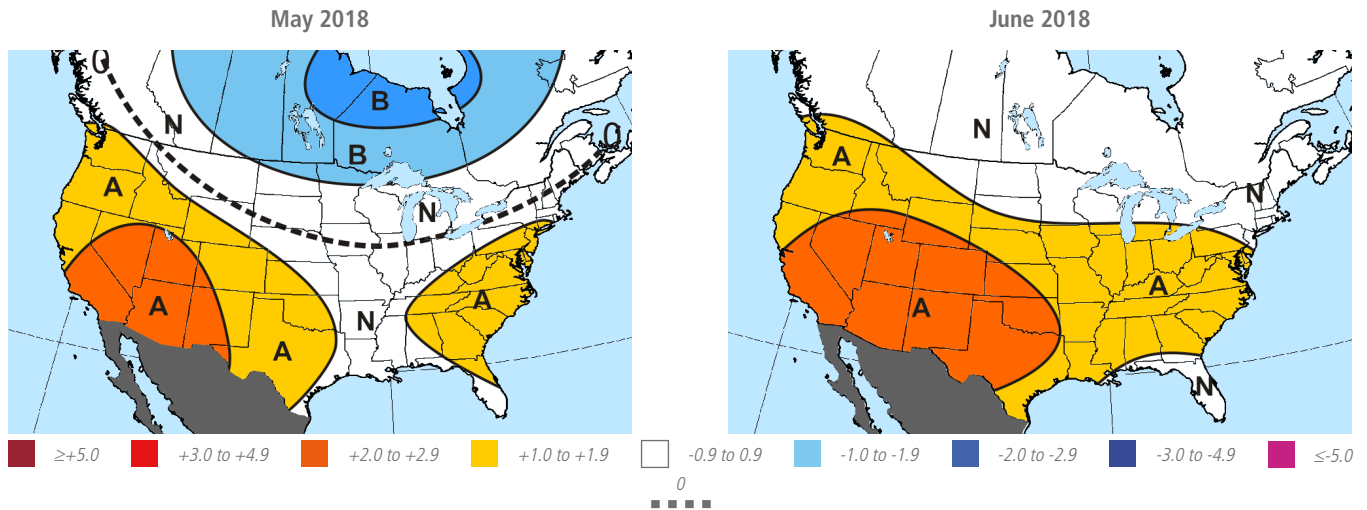 May 2018
June 2018
0
B
N
B
0
A
N
A
N
A
A
N
A
N
A
A
N
≥+5.0
+3.0 to +4.9
+2.0 to +2.9
+1.0 to +1.9
-0.9 to 0.9
-1.0 to -1.9
-2.0 to -2.9
-3.0 to -4.9
≤-5.0
0